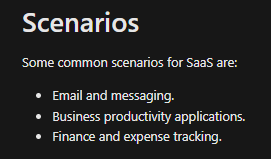 Scenarios
Some common scenarios for SaaS are:
• Email and messaging.
• Business productivity applications.
• Finance and expense tracking.